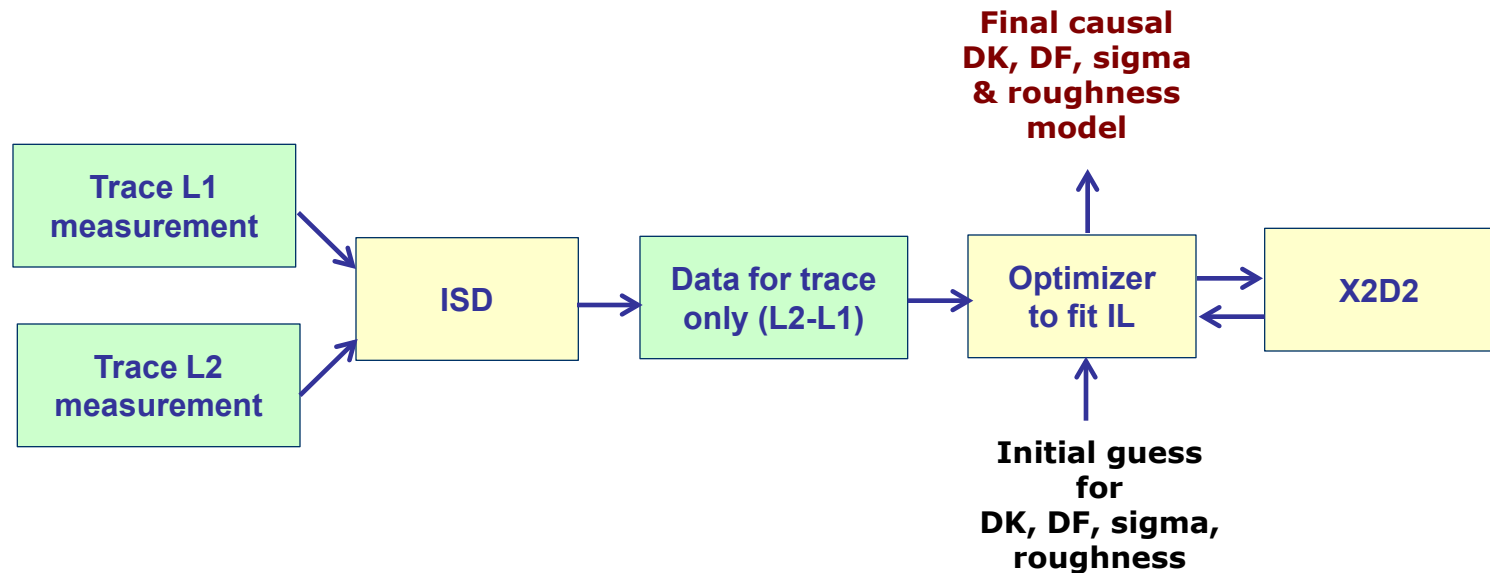 Final causal
DK, DF, sigma
& roughness
model
Trace L1
measurement
Trace L2
measurement
ISD
Data for trace
only (L2-L1)
Optimizer
to fit IL
X2D2
Initial guess
for
DK, DF, sigma,
roughness